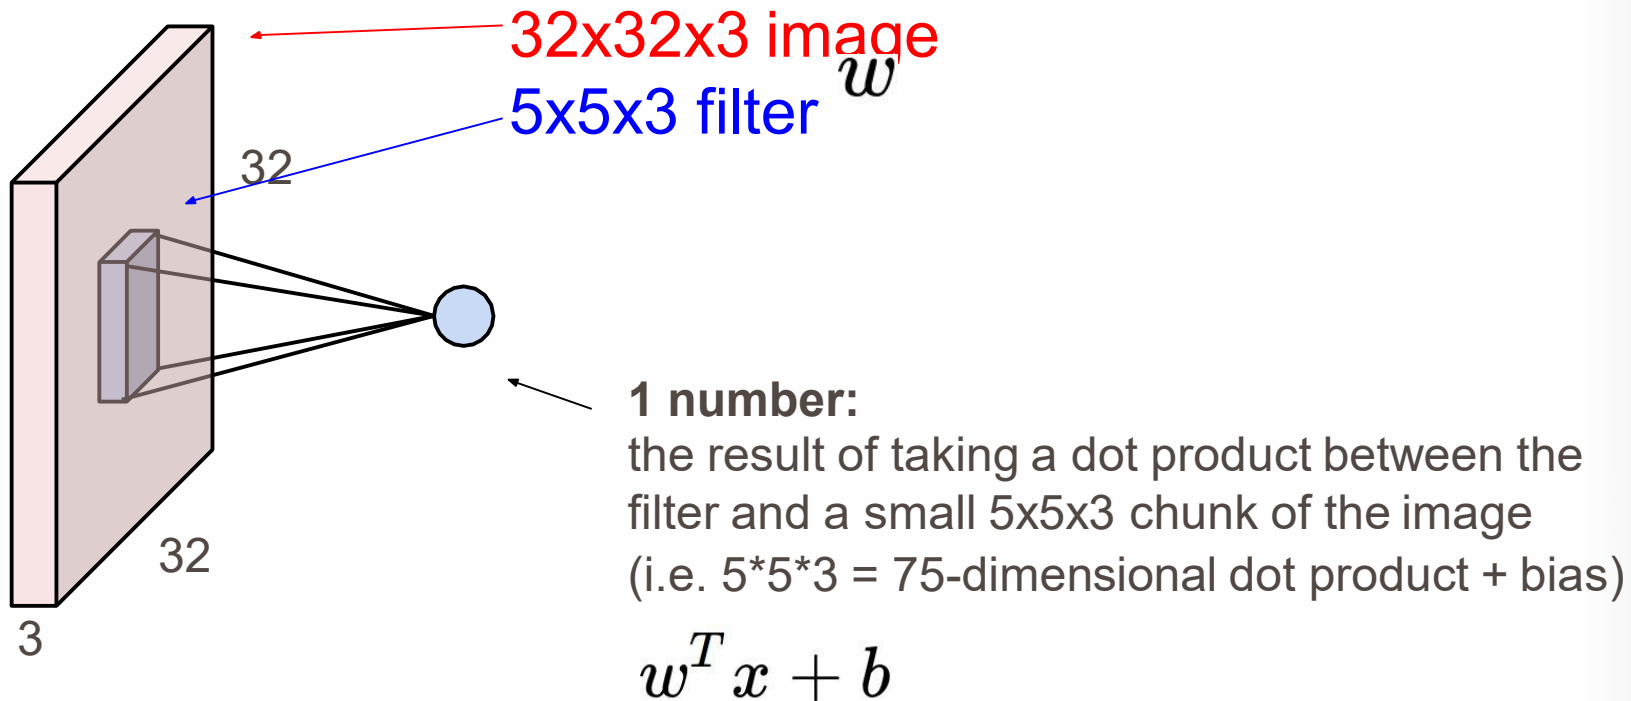 32x32x3 image
5x5x3 filter w
32
32
3
1 number:
the result of taking a dot product between the
filter and a small 5x5x3 chunk of the image
(i.e. 5*5*3 = 75-dimensional dot product + bias)
w^T x + b